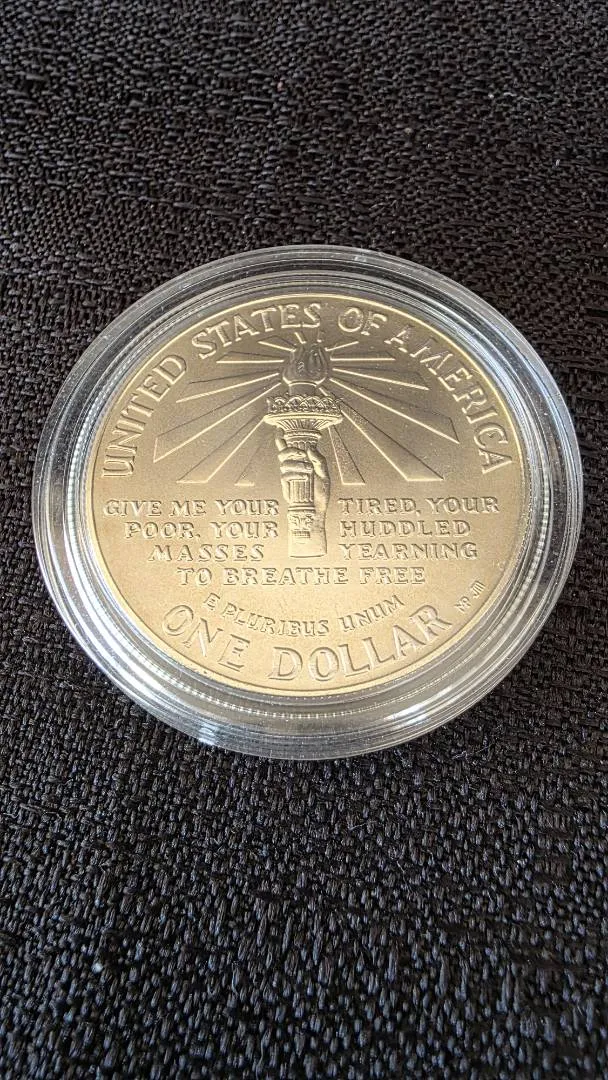 UNITED STATES OF AMERICA
GIVE ME YOUR TIRED, YOUR
POOR, YOUR HUDDLED
MASSES YEARNING
TO BREATHE FREE
E PLURIBUS UNUM
ONE DOLLAR